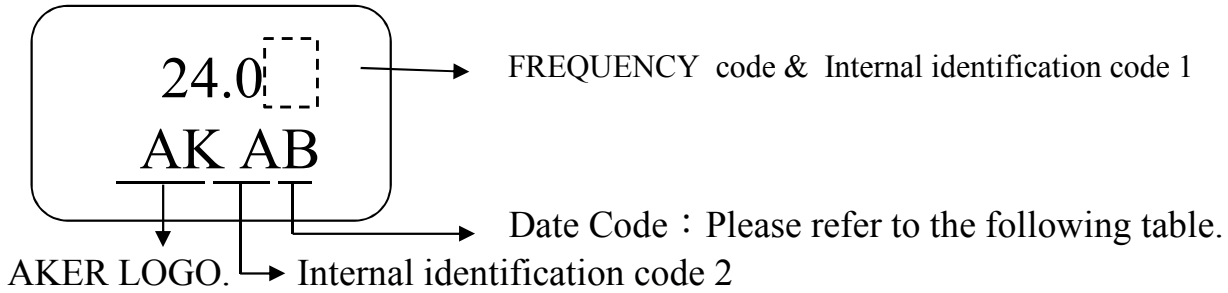 24.0
FREQUENCY code & Internal identification code 1
AK AB
Date Code：Please refer to the following table.
AKER LOGO.
Internal identification code 2